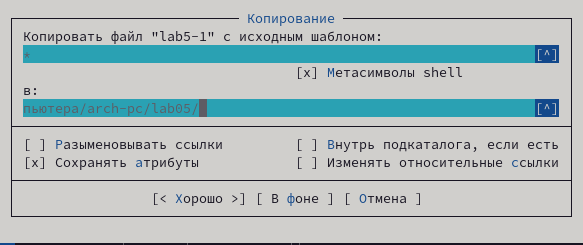 Копирование
Копировать файл "lab5-1" с исходным шаблоном:
* [^]
[x] Метасимволы shell
в:
пьютера/arch-pc/lab05/ [^]
[ ] Разыменовывать ссылки [ ] Внутрь подкаталога, если есть
[x] Сохранять атрибуты [ ] Изменять относительные ссылки
[< Хорошо >] [ В фоне ] [ Отмена ]